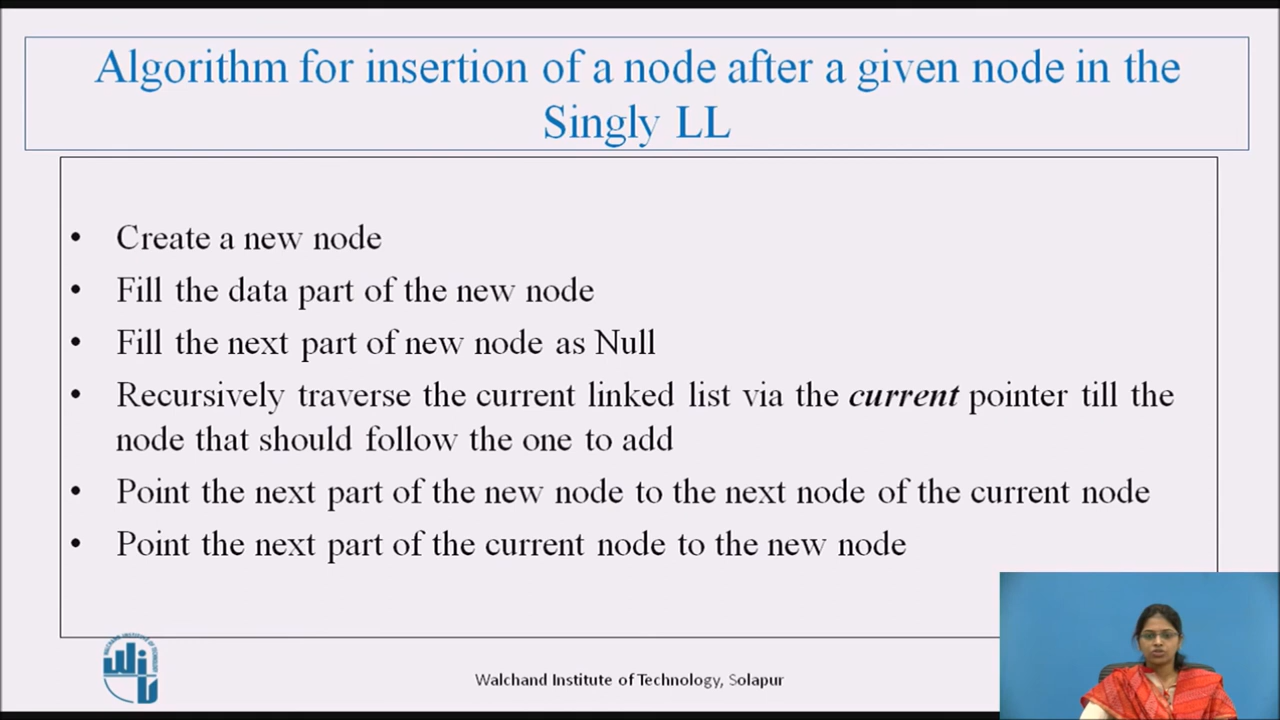 Algorithm for insertion of a node after a given node in the
Singly LL
• Create a new node
• Fill the data part of the new node
• Fill the next part of new node as Null
• Recursively traverse the current linked list via the current pointer till the
node that should follow the one to add
• Point the next part of the new node to the next node of the current node
• Point the next part of the current node to the new node
Walchand Institute of Technology, Solapur